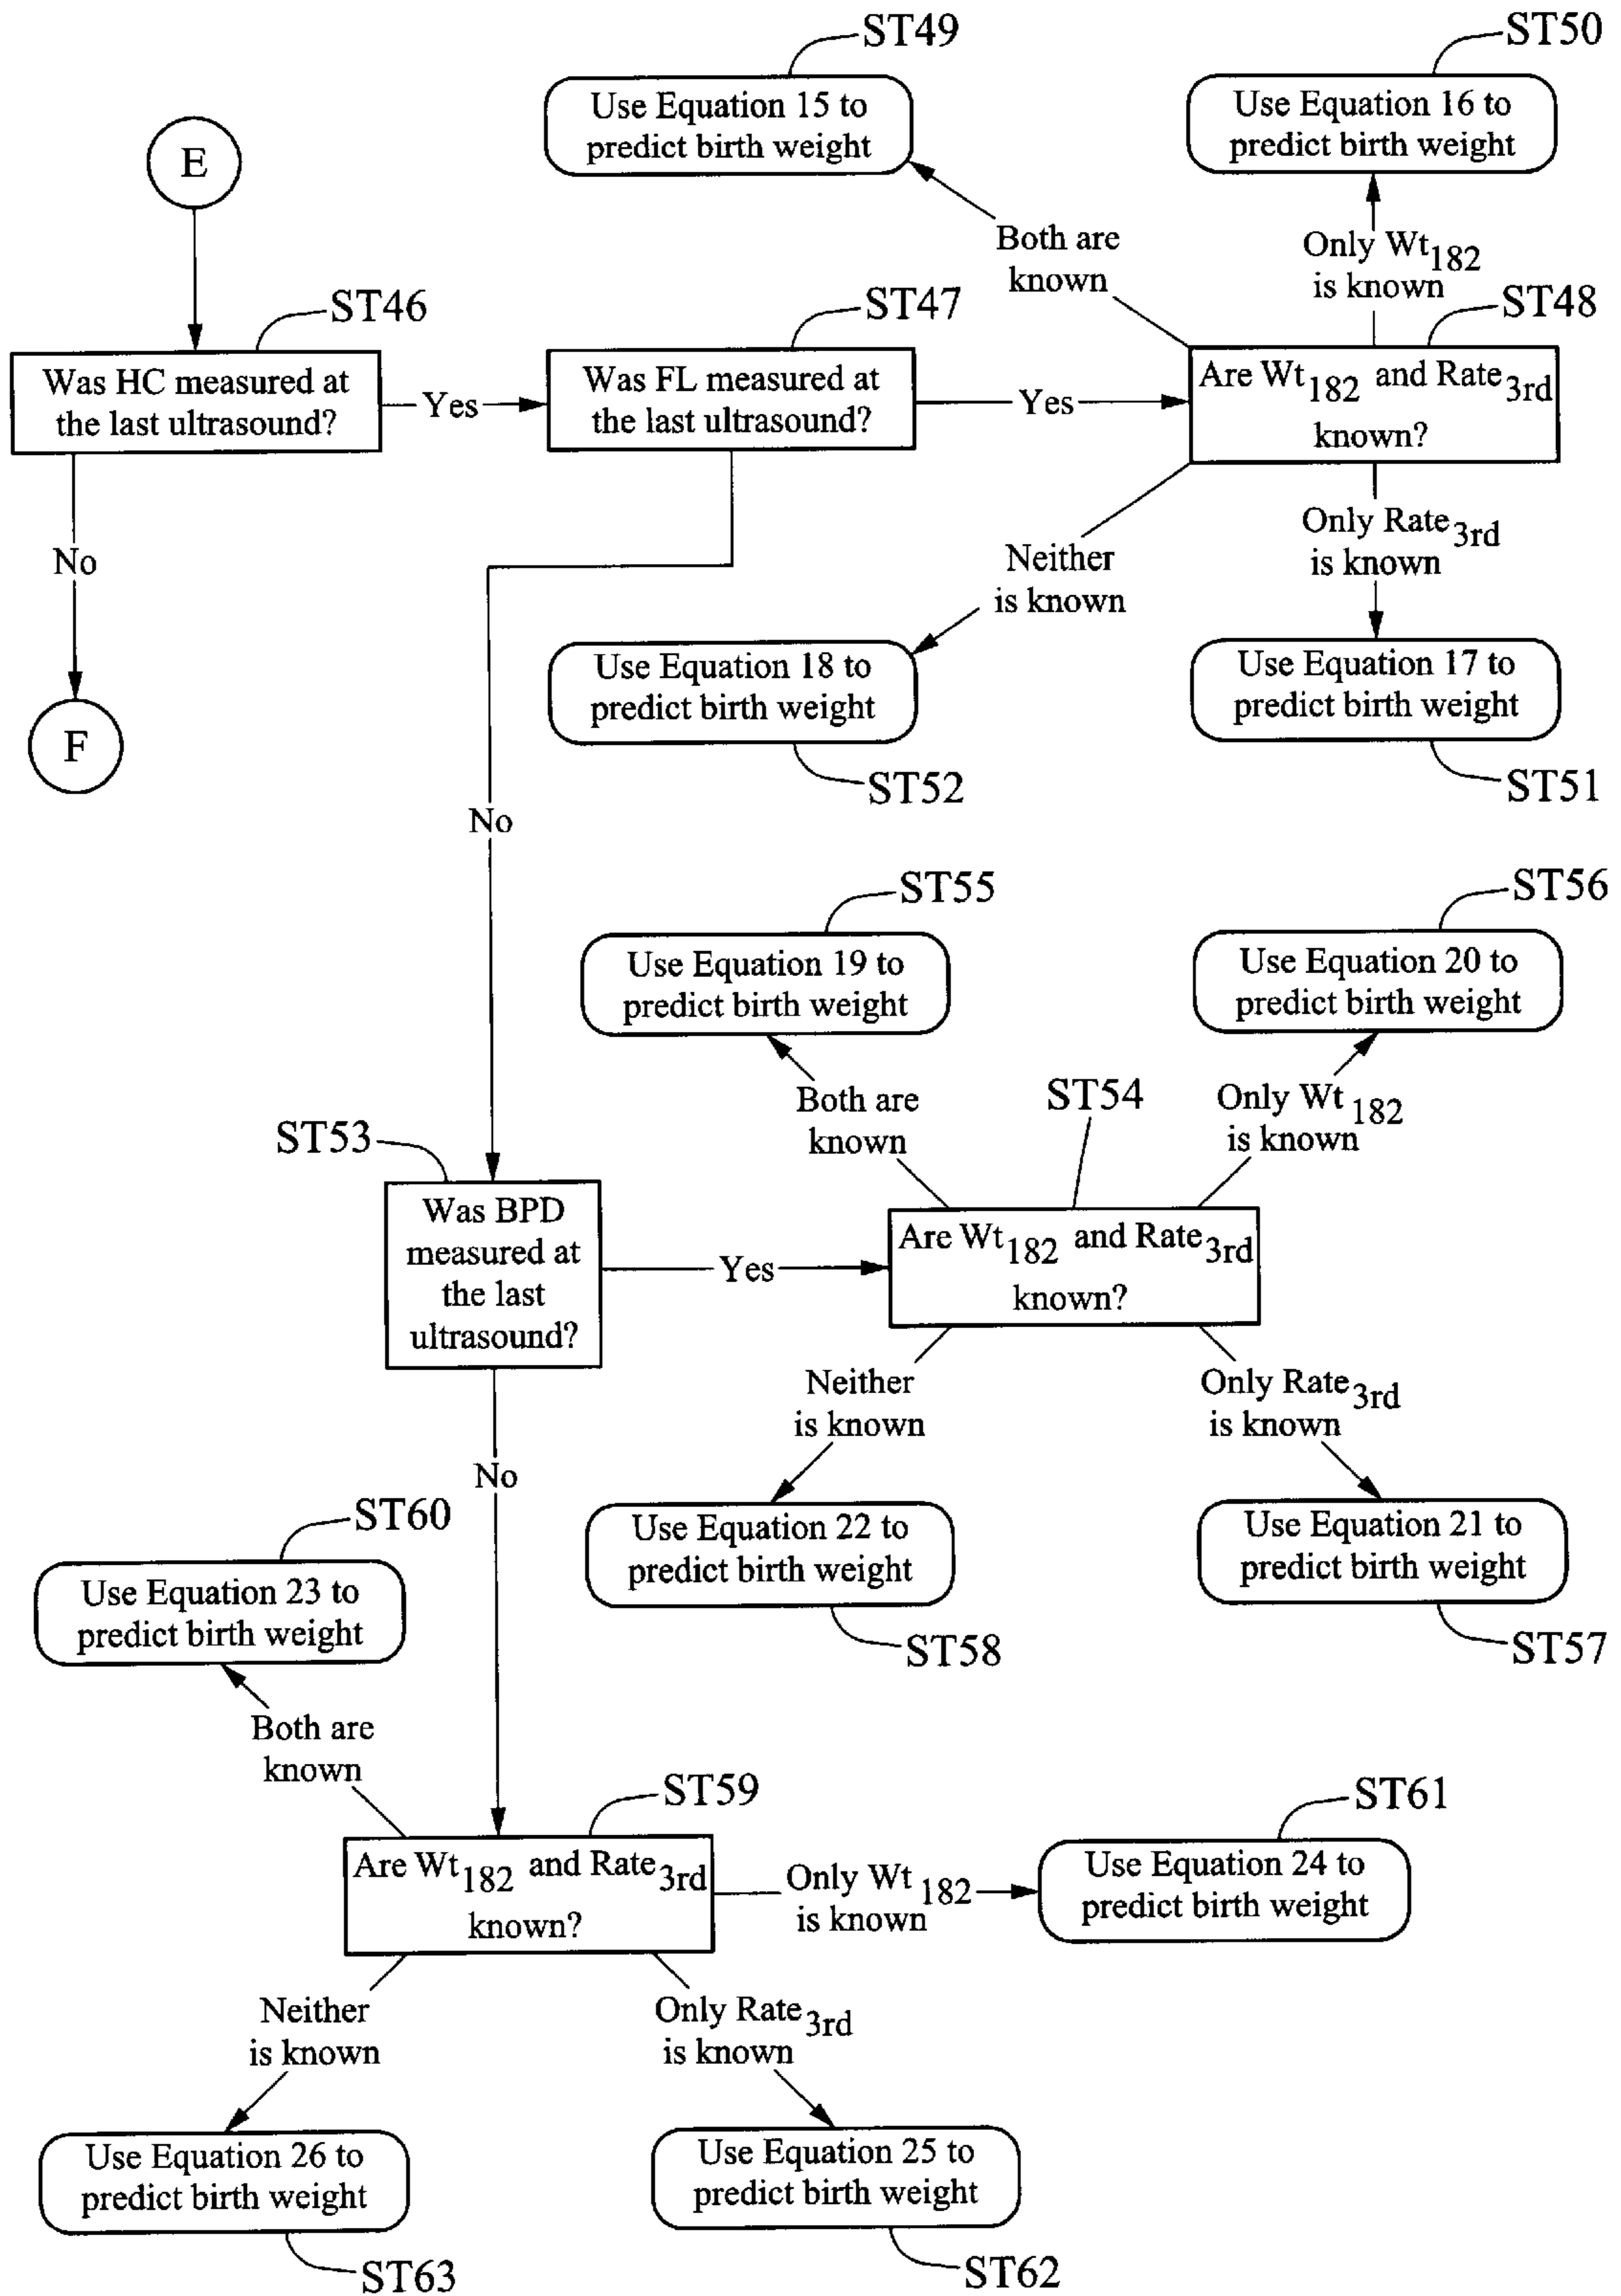 ST49
Use Equation 15 to
predict birth weight
ST50
Use Equation 16 to
predict birth weight
E
Both are
known
Only Wt182
is known
ST46
Was HC measured at
the last ultrasound?
Yes
ST47
Was FL measured at
the last ultrasound?
Yes
ST48
Are Wt182 and Rate3rd
known?
No
F
Neither
is known
Only Rate3rd
is known
Use Equation 18 to
predict birth weight
ST52
Use Equation 17 to
predict birth weight
ST51
No
ST55
Use Equation 19 to
predict birth weight
ST56
Use Equation 20 to
predict birth weight
Both are
known
ST54
Only Wt182
is known
ST53
Was BPD
measured at
the last
ultrasound?
Yes
Are Wt182 and Rate3rd
known?
Neither
is known
Only Rate3rd
is known
No
Use Equation 22 to
predict birth weight
ST58
Use Equation 21 to
predict birth weight
ST57
ST60
Use Equation 23 to
predict birth weight
Both are
known
ST59
Are Wt182 and Rate3rd
known?
Only Wt182
is known
ST61
Use Equation 24 to
predict birth weight
Neither
is known
Only Rate3rd
is known
Use Equation 26 to
predict birth weight
ST63
Use Equation 25 to
predict birth weight
ST62